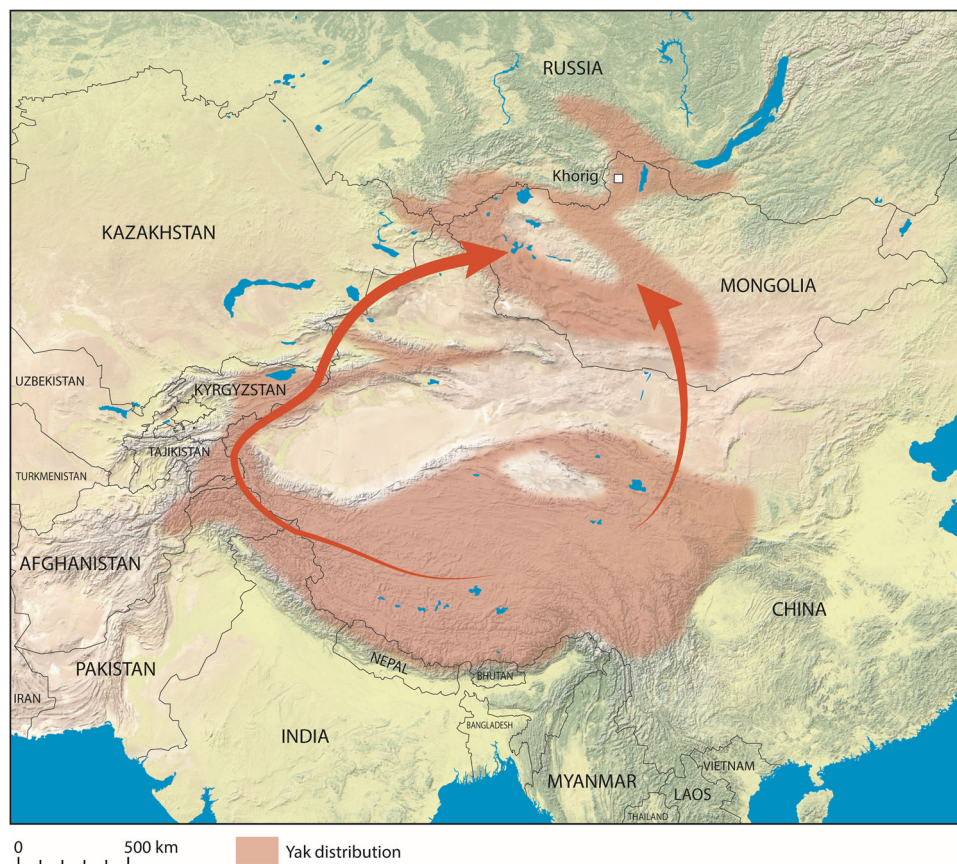 RUSSIA
Khorig
KAZAKHSTAN
MONGOLIA
UZBEKISTAN
KYRGYZSTAN
TAJIKISTAN
TURKMENISTAN
AFGHANISTAN
CHINA
NEPAL
PAKISTAN
BHUTAN
IRAN
BANGLADESH
INDIA
VIETNAM
MYANMAR
LAOS
THAILAND
0 500 km
Yak distribution